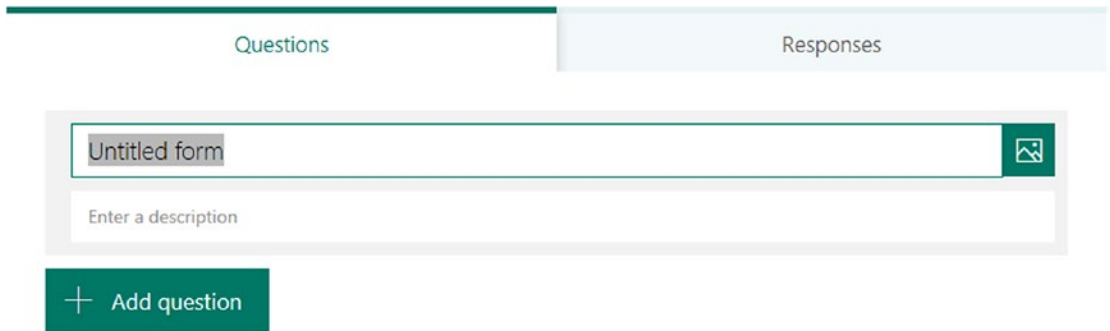 Questions Responses
Untitled form
Enter a description
Add question